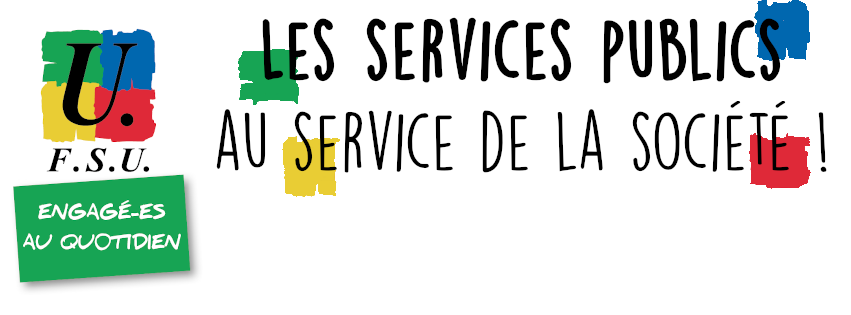 LES SERVICES PUBLICS
AU SERVICE DE LA SOCIÉTÉ !
U.
F.S.U.
ENGAGÉ-ES
AU QUOTIDIEN